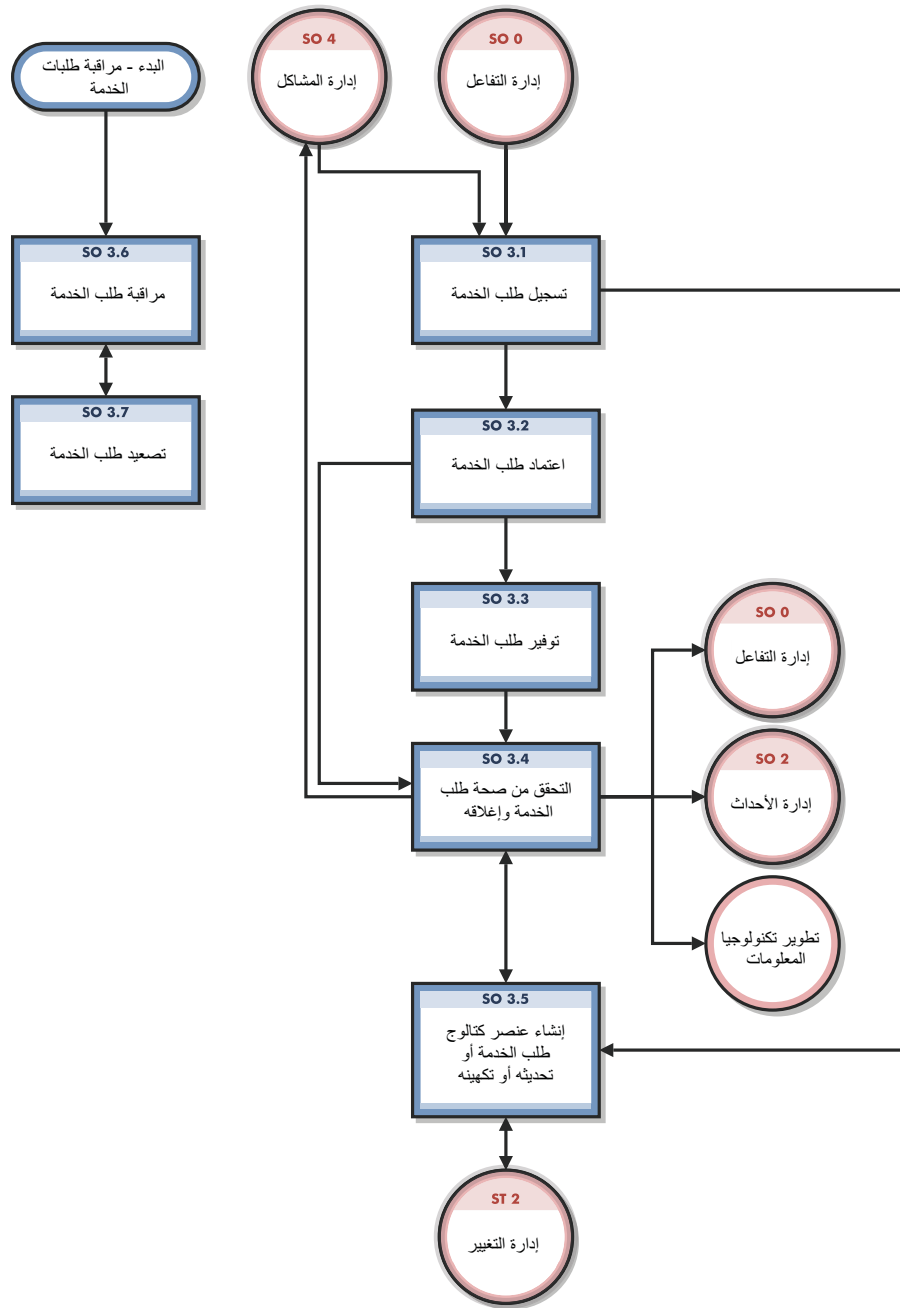 البدء - مراقبة طلبات
الخدمة
SO 4
إدارة المشاكل
SO 0
إدارة التفاعل
SO 3.6
مراقبة طلب الخدمة
SO 3.7
تصعيد طلب الخدمة
SO 3.1
تسجيل طلب الخدمة
SO 3.2
اعتماد طلب الخدمة
SO 3.3
توفير طلب الخدمة
SO 3.4
التحقق من صحة طلب
الخدمة وإغلاقه
SO 0
إدارة التفاعل
SO 2
إدارة الأحداث
تطوير تكنولوجيا
المعلومات
SO 3.5
إنشاء عنصر كتالوج
طلب الخدمة أو
تحديثه أو تكهينه
ST 2
إدارة التغيير